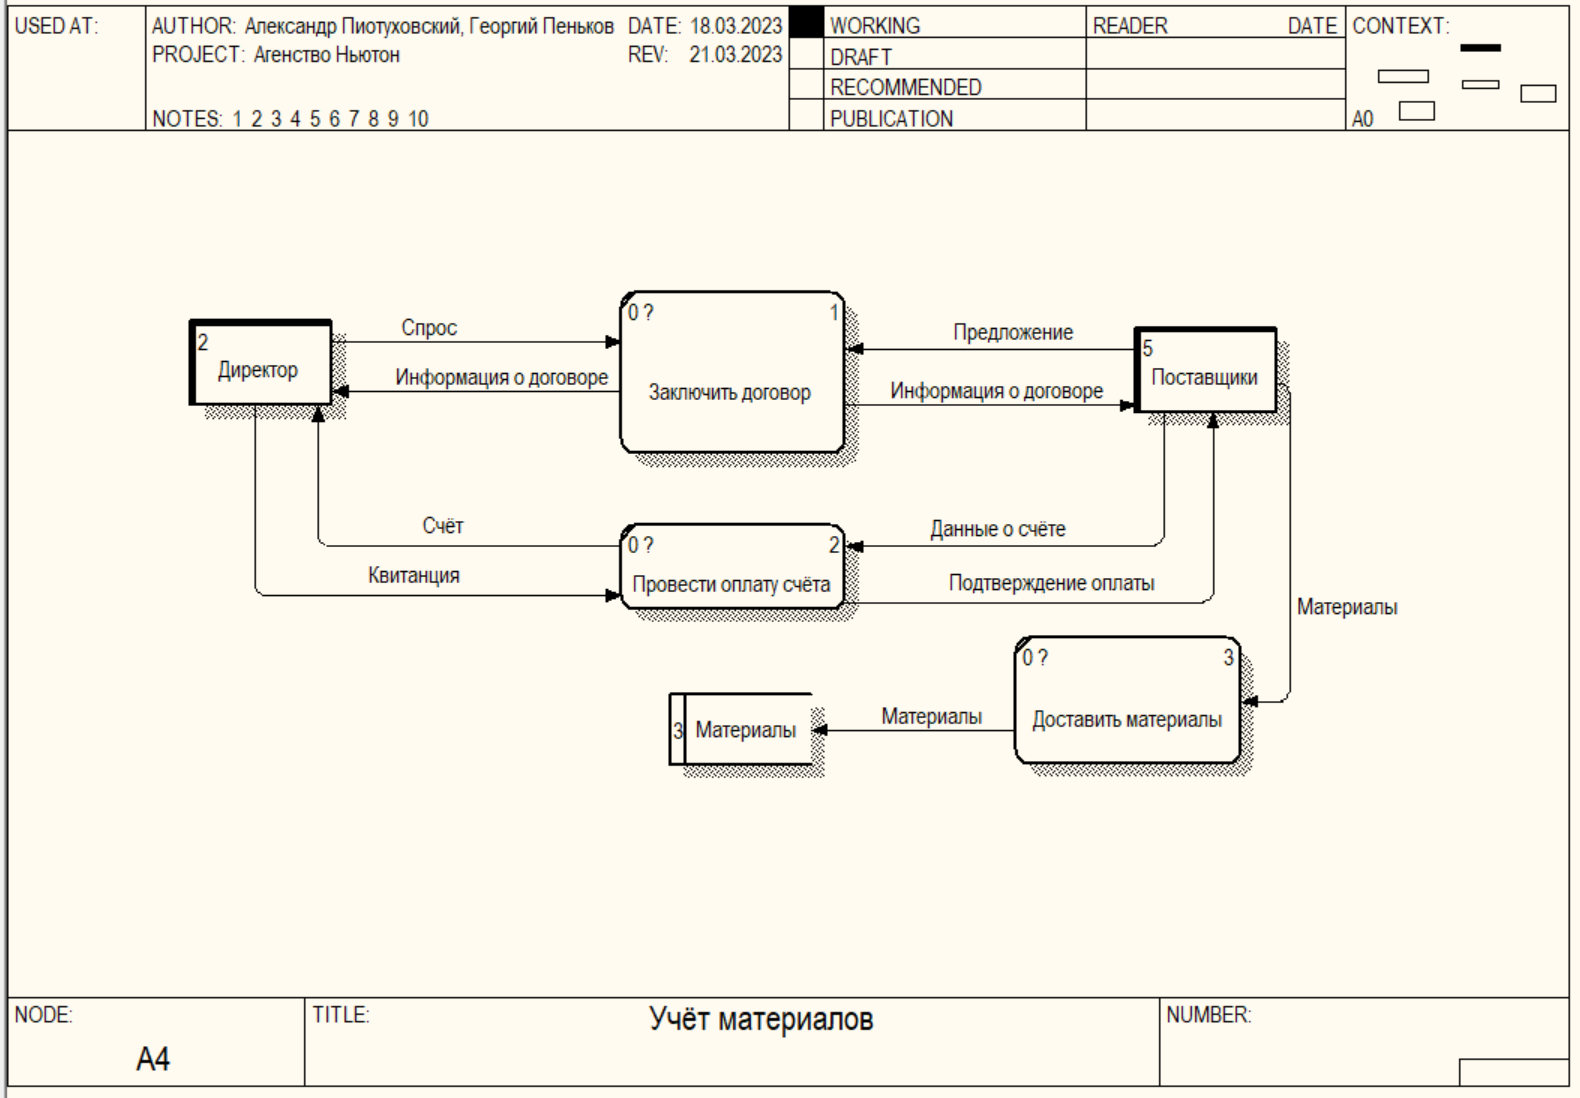 USED AT:
AUTHOR: Александр Пиотуховский, Георгий Пеньков DATE: 18.03.2023
PROJECT: Агенство Ньютон REV: 21.03.2023
NOTES: 1 2 3 4 5 6 7 8 9 10
WORKING
DRAFT
RECOMMENDED
PUBLICATION
READER DATE
CONTEXT:
A0
2
Директор
Спрос
Информация о договоре
0 ? 1
Заключить договор
Предложение
Информация о договоре
5
Поставщики
Счёт
Квитанция
0 ? 2
Провести оплату счёта
Данные о счёте
Подтверждение оплаты
Материалы
0 ? 3
Доставить материалы
Материалы
3 Материалы
NODE:
A4
TITLE:
Учёт материалов
NUMBER: